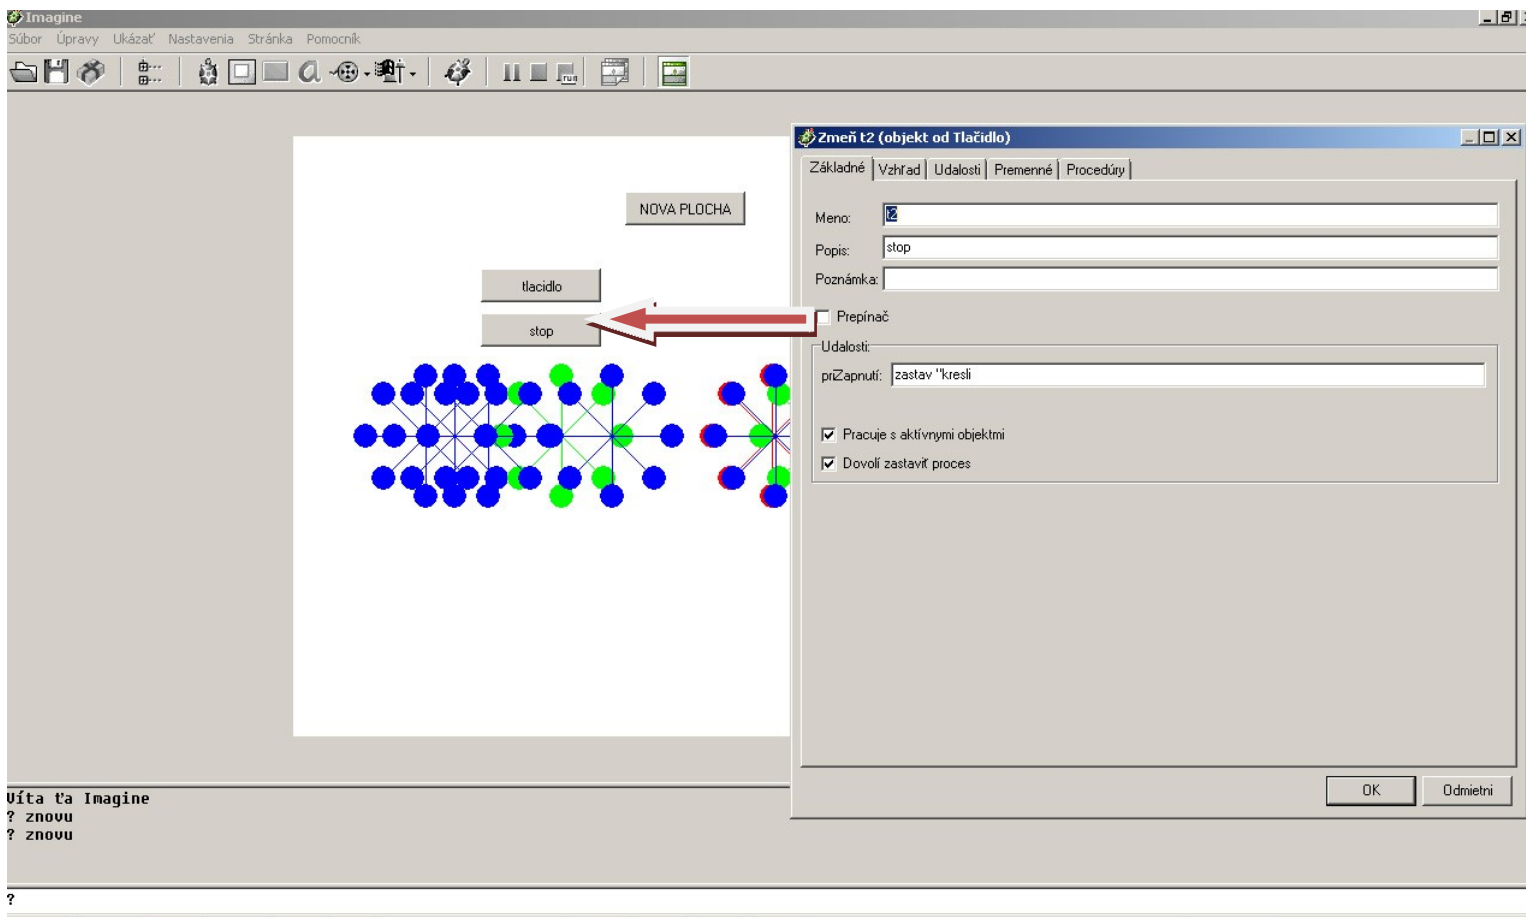 Imagine
Súbor Úpravy Ukázať Nastavenia Stránka Pomocník
run
NOVA PLOCHA
tlacidlo
stop
Zmeň t2 (objekt od Tlačidlo)
Základné Vzhľad Udalosti Premenné Procedúry
Meno: t2
Popis: stop
Poznámka:
Prepínač
Udalosti:
priZapnutí: zastav "kresli
Pracuje s aktívnymi objektmi
Dovolí zastaviť proces
OK Odmietni
Víta ťa Imagine
? znovu
? znovu
?